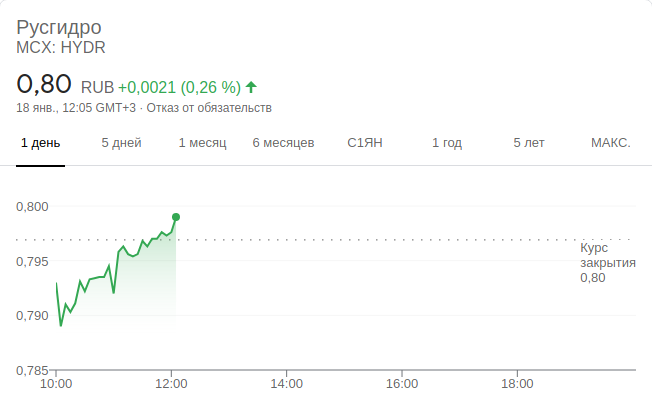 Русгидро
MCX: HYDR
0,80 RUB +0,0021 (0,26 %)
18 янв., 12:05 GMT+3 · Отказ от обязательств
1 день 5 дней 1 месяц 6 месяцев С1ЯН 1 год 5 лет МАКС.
0,800
Курс
закрытия
0,80
0,795
0,790
0,785
10:00 12:00 14:00 16:00 18:00